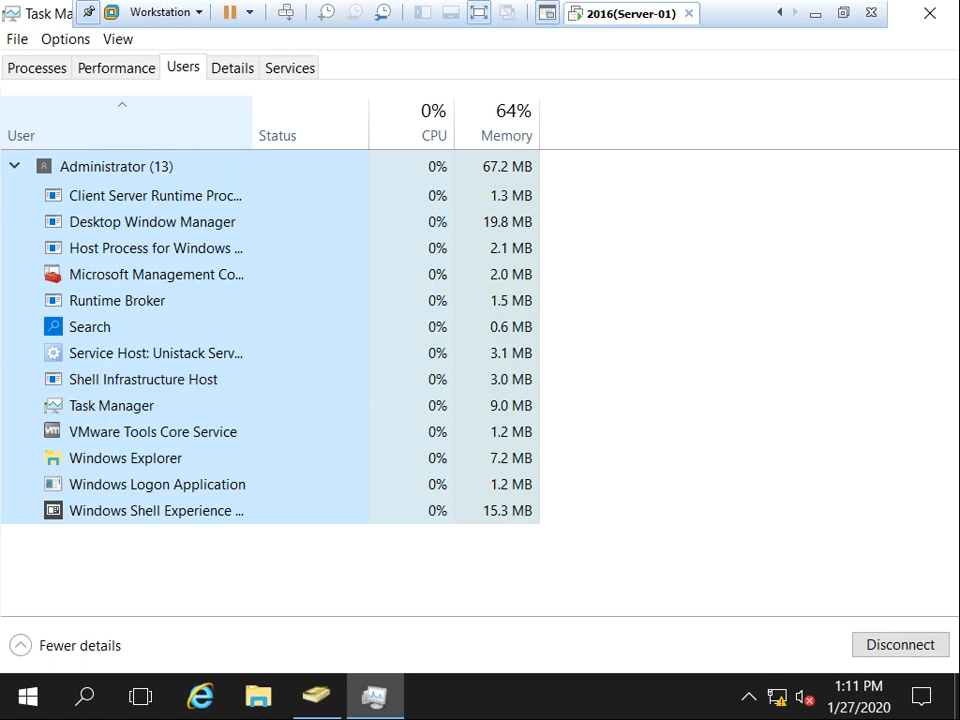 Task Ma
Workstation
2016(Server-01)
File Options View
Processes Performance Users Details Services
0% 64%
User Status CPU Memory
Administrator (13) 0% 67.2 MB
Client Server Runtime Proc... 0% 1.3 MB
Desktop Window Manager 0% 19.8 MB
Host Process for Windows ... 0% 2.1 MB
Microsoft Management Co... 0% 2.0 MB
Runtime Broker 0% 1.5 MB
Search 0% 0.6 MB
Service Host: Unistack Serv... 0% 3.1 MB
Shell Infrastructure Host 0% 3.0 MB
Task Manager 0% 9.0 MB
VMware Tools Core Service 0% 1.2 MB
Windows Explorer 0% 7.2 MB
Windows Logon Application 0% 1.2 MB
Windows Shell Experience ... 0% 15.3 MB
Fewer details Disconnect
1:11 PM
1/27/2020